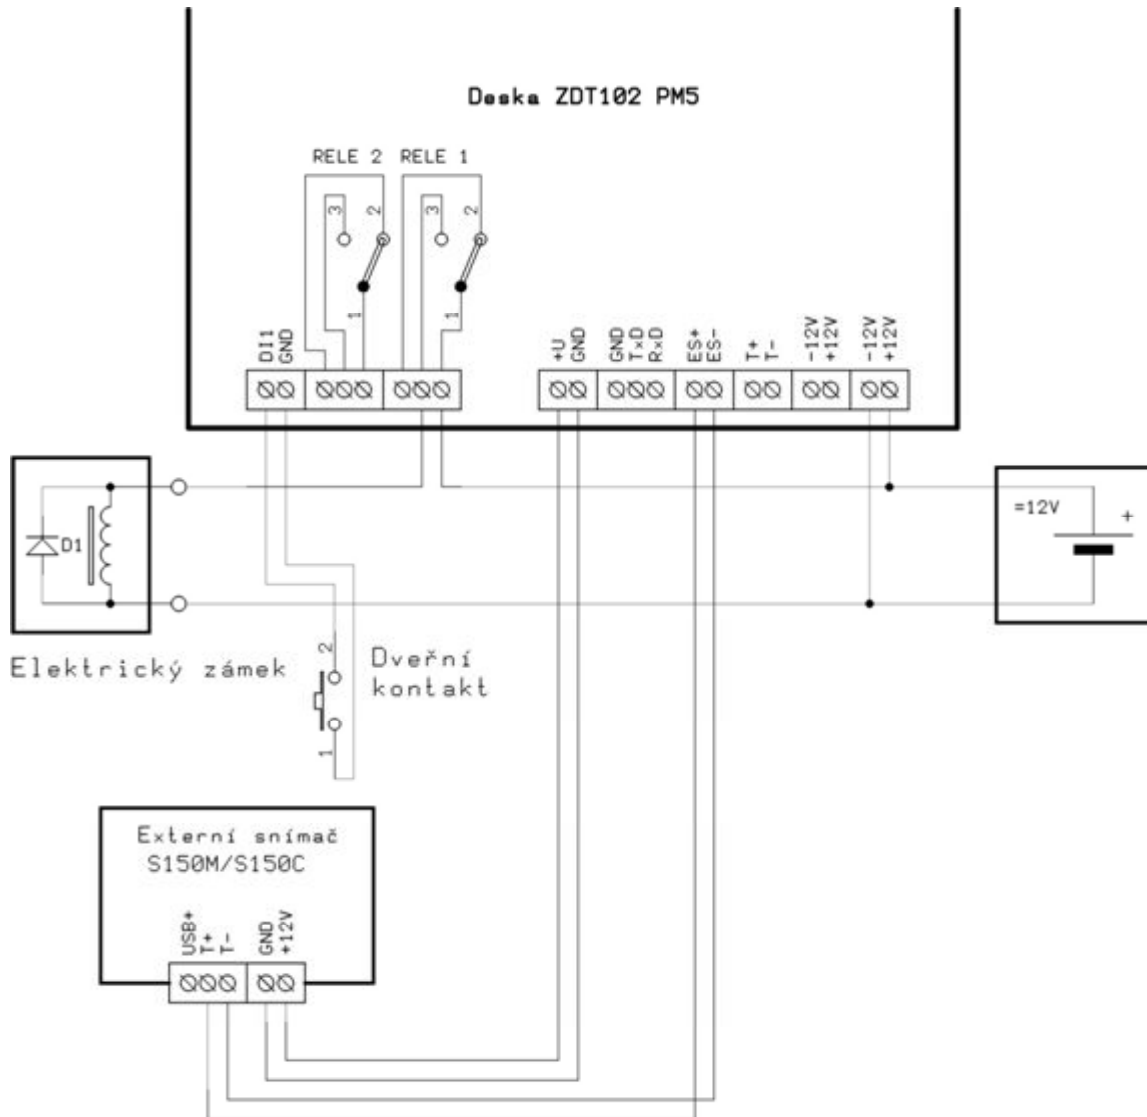 Deska ZDT102 PM5
RELE 2 RELE 1
3 2 3 2
1 1
DI1 GND
+U GND GND TxD RxD ES+ ES- T+ T- -12V +12V -12V +12V
D1
=12V +
Elektrický zámek
2
Dveřní
kontakt
1
Externí snímač
S150M/S150C
USB+ T+ T- GND +12V